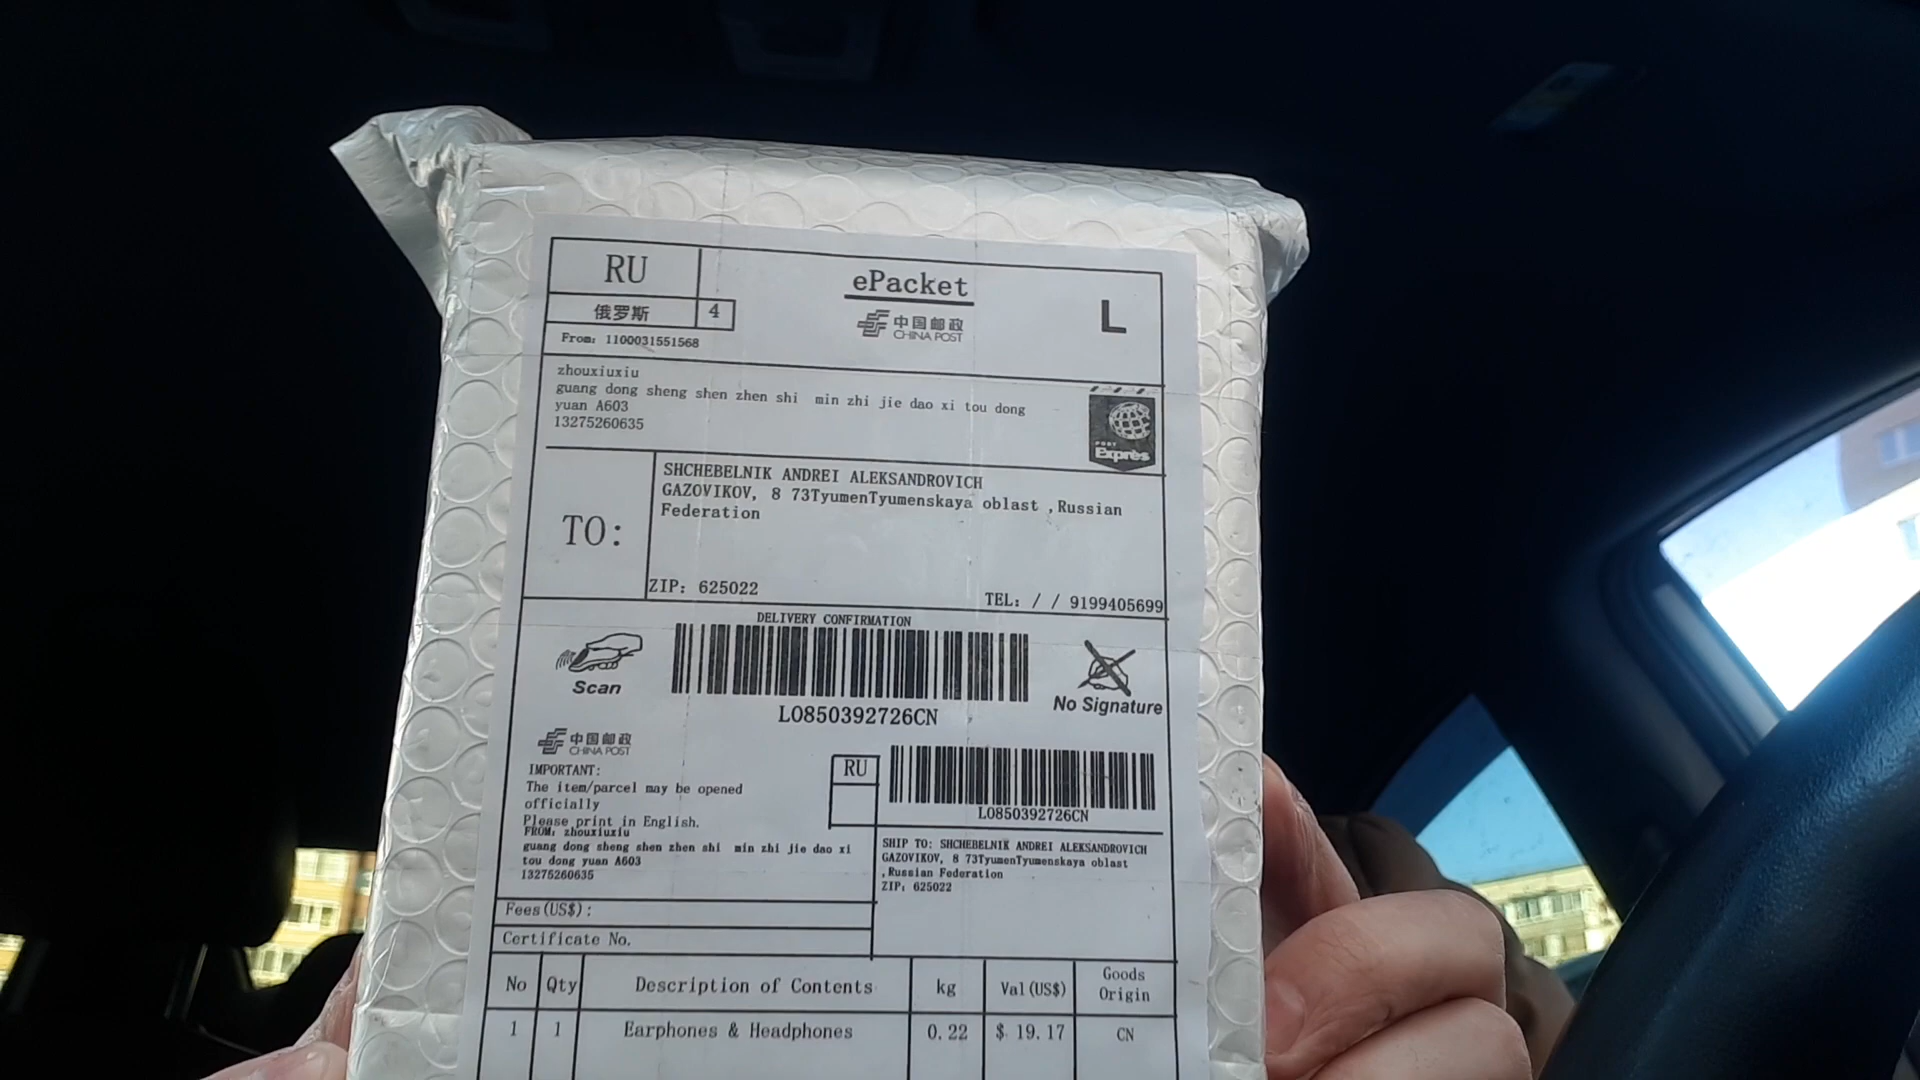 RU
俄罗斯
4
From: 1100031551568
ePacket
中国邮政
CHINA POST
L
zhouxiuxiu
guang dong sheng shen zhen shi min zhi jie dao xi tou dong
yuan A603
13275260635
POST
Exprès
TO:
SHCHEBELNIK ANDREI ALEKSANDROVICH
GAZOVIKOV, 8 73TyumenTyumenskaya oblast ,Russian
Federation
ZIP: 625022
TEL: / / 9199405699
DELIVERY CONFIRMATION
Scan
LO850392726CN
No Signature
中国邮政
CHINA POST
IMPORTANT:
The item/parcel may be opened
officially
Please print in English.
FROM: zhouxiuxiu
guang dong sheng shen zhen shi min zhi jie dao xi
tou dong yuan A603
13275260635
RU
LO850392726CN
SHIP TO: SHCHEBELNIK ANDREI ALEKSANDROVICH
GAZOVIKOV, 8 73TyumenTyumenskaya oblast
,Russian Federation
ZIP: 625022
Fees(US$):
Certificate No.
No Qty Description of Contents kg Val(US$) Goods Origin
1 1 Earphones & Headphones 0.22 $ 19.17 CN